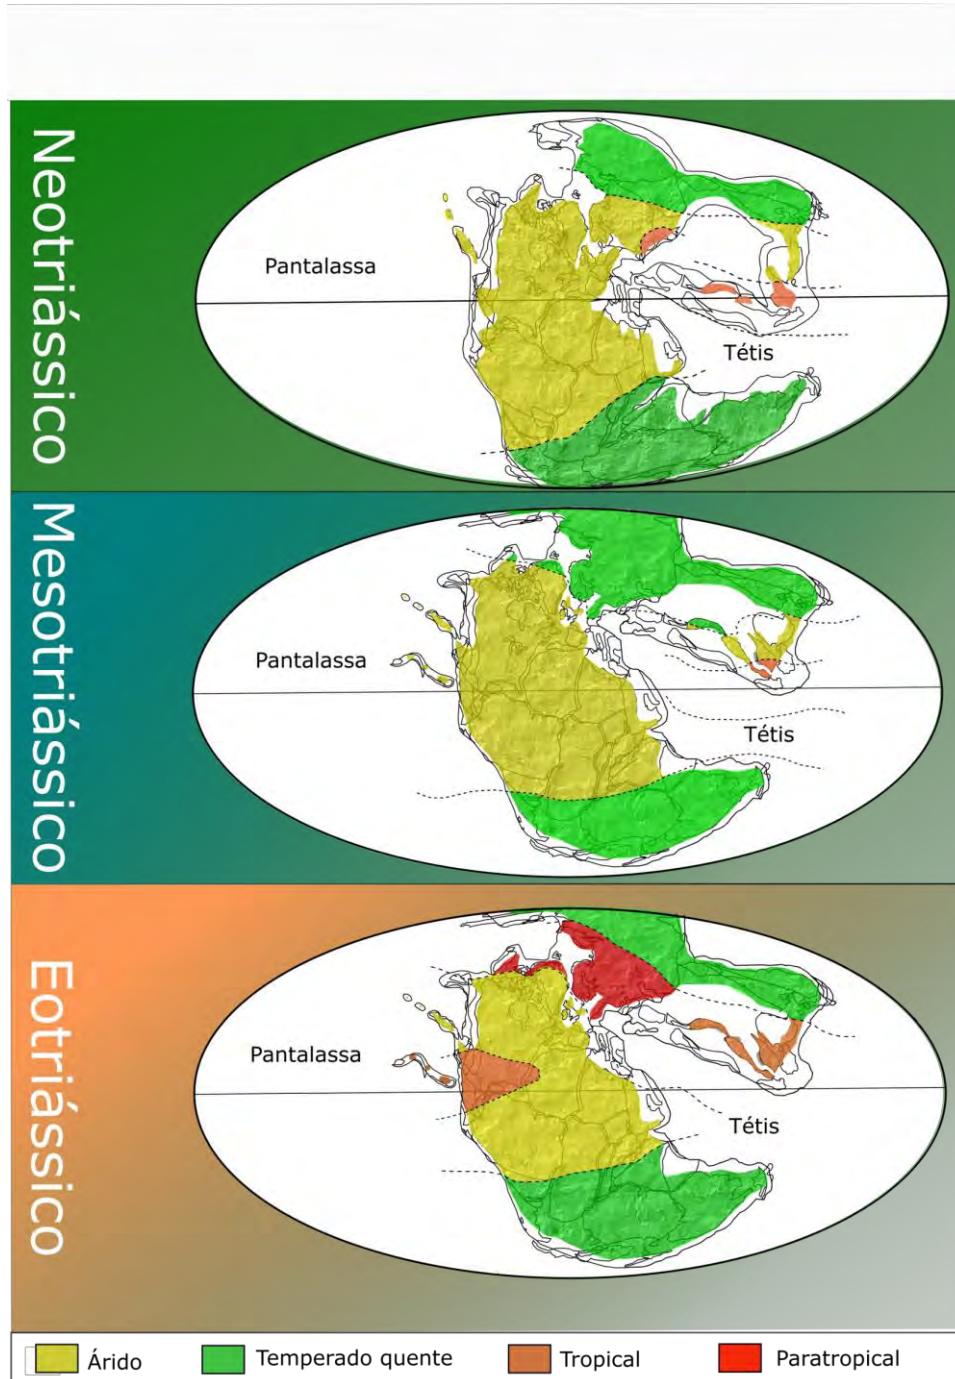 Neotriássico
Pantalassa
Tétis
Mesotriássico
Pantalassa
Tétis
Eotriássico
Pantalassa
Tétis
Árido
Temperado quente
Tropical
Paratropical